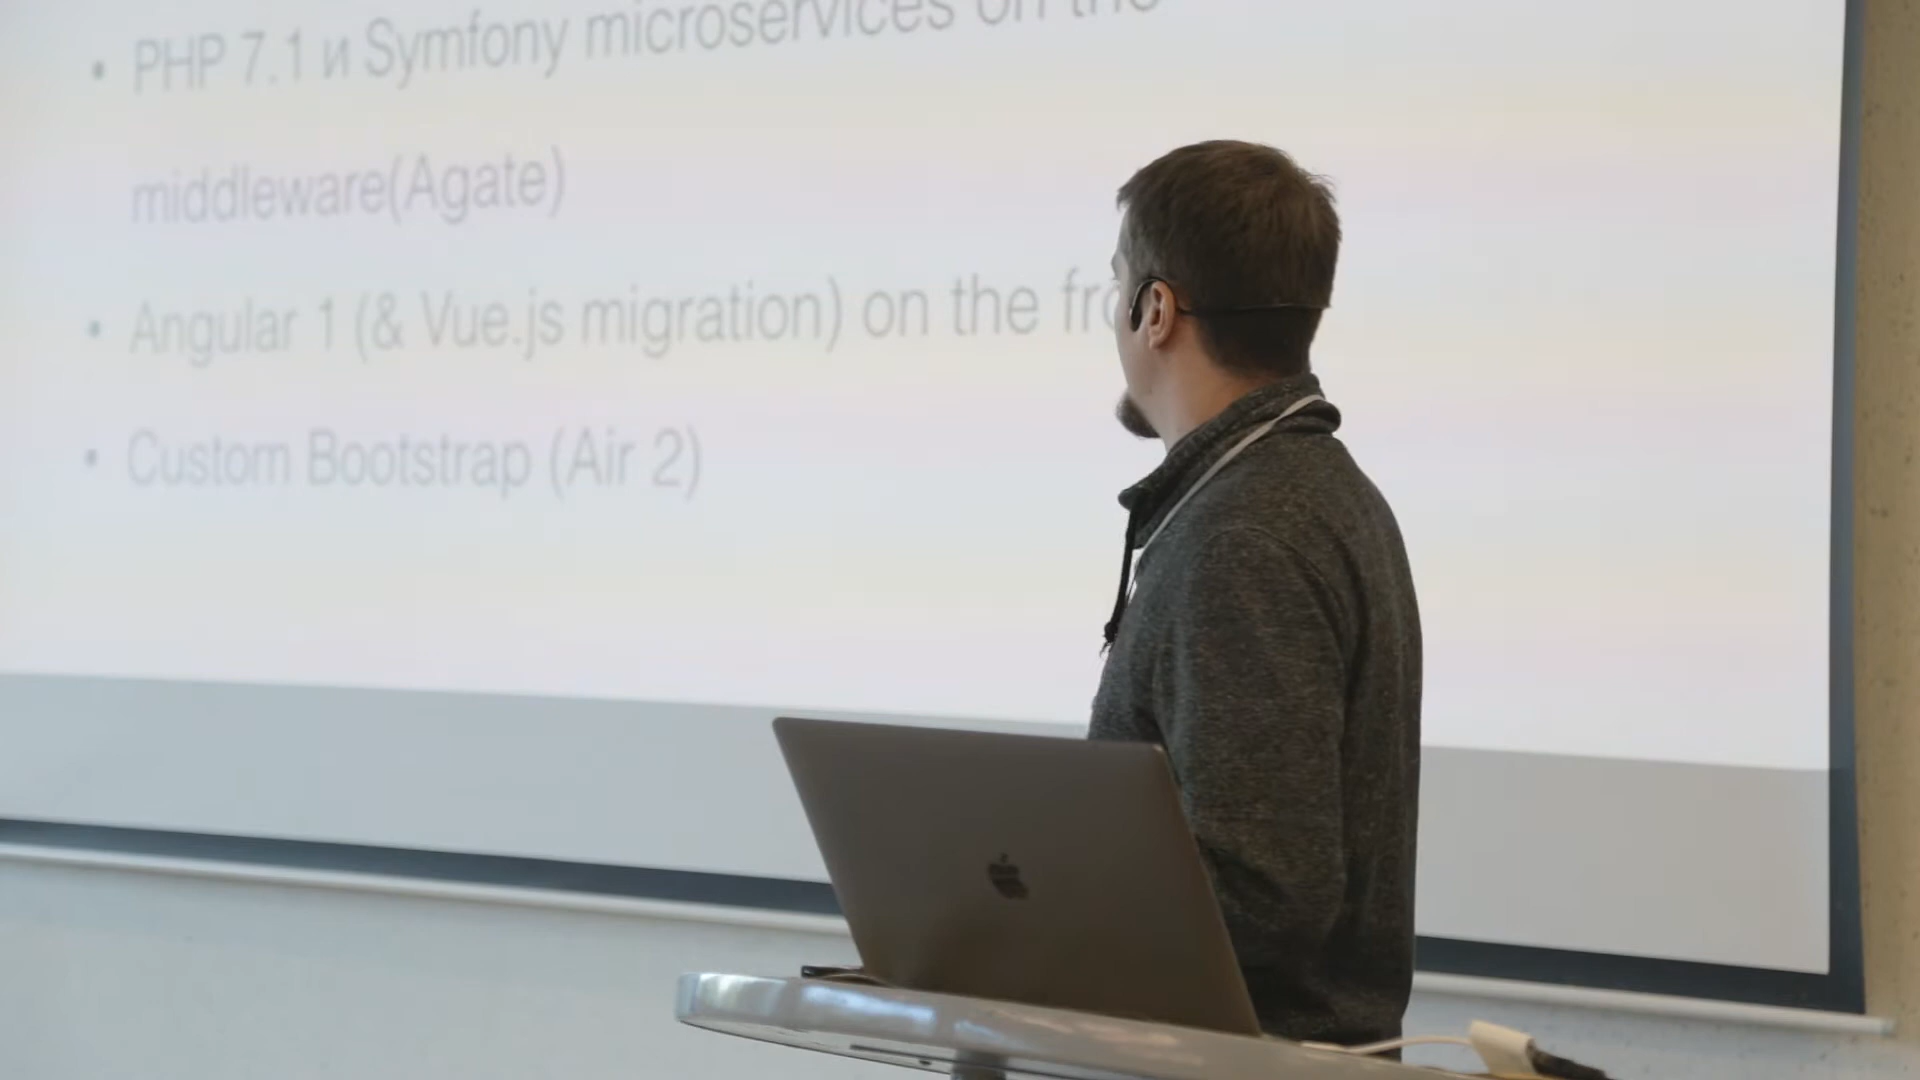 • PHP 7.1 и Symfony microservices on the
middleware(Agate)
• Angular 1 (& Vue.js migration) on the fro
• Custom Bootstrap (Air 2)